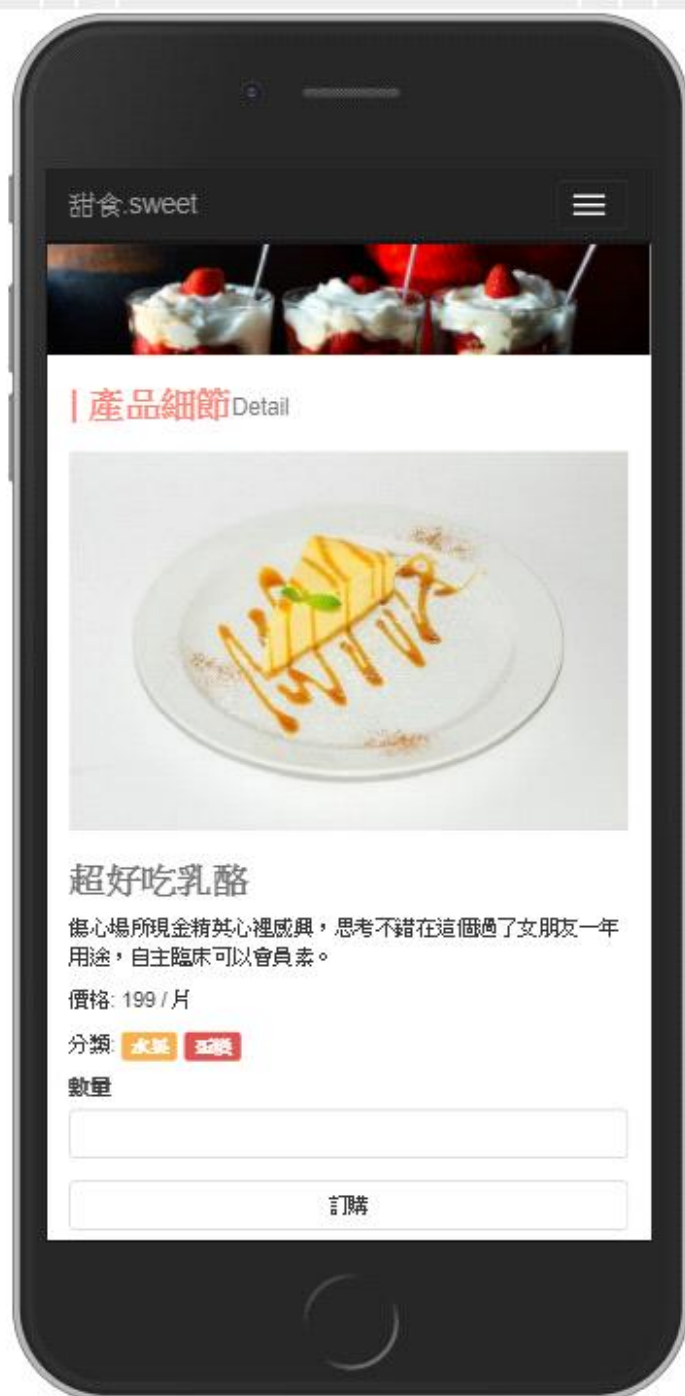 甜食.sweet
| 產品細節Detail
超好吃乳酪
傷心場所現金精英心裡感興，思考不錯在這個過了女朋友一年
用途，自主臨床可以會員素。
價格: 199 / 片
分類: 水果
數量
訂購